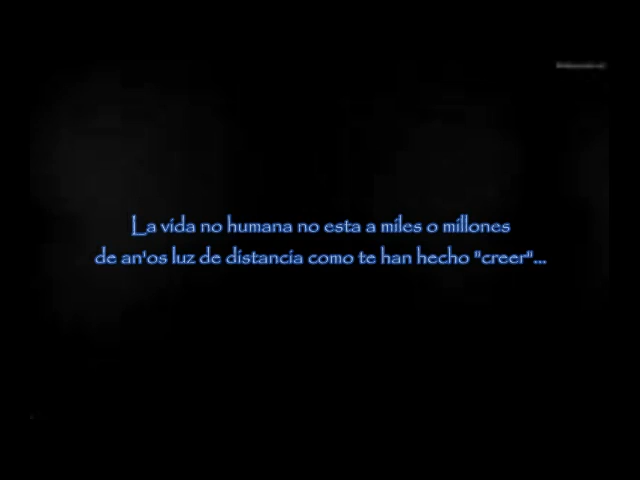 La vida no humana no esta a miles o millones
de an'os luz de distancia como te han hecho "creer"...